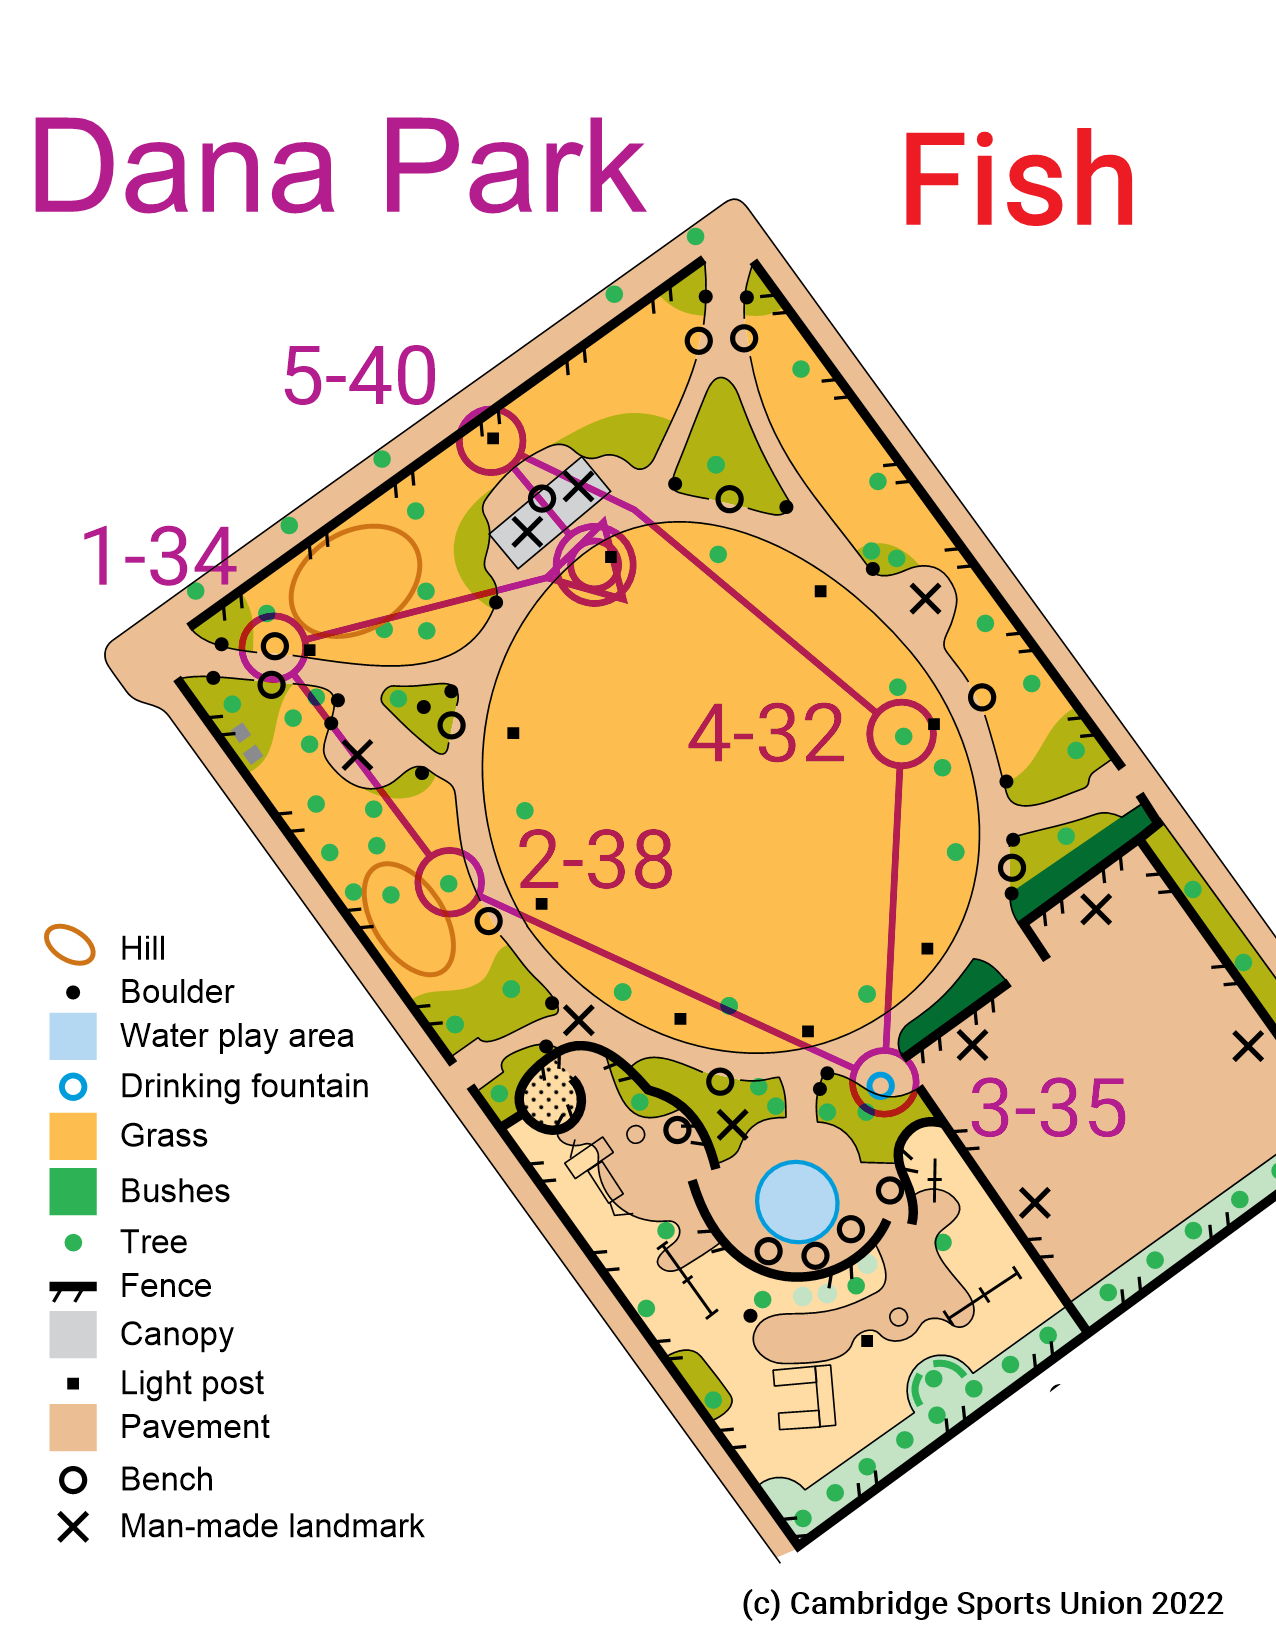 Dana Park
Fish
5-40
1-34
4-32
2-38
3-35
Hill
Boulder
Water play area
Drinking fountain
Grass
Bushes
Tree
Fence
Canopy
Light post
Pavement
Bench
Man-made landmark
(c) Cambridge Sports Union 2022